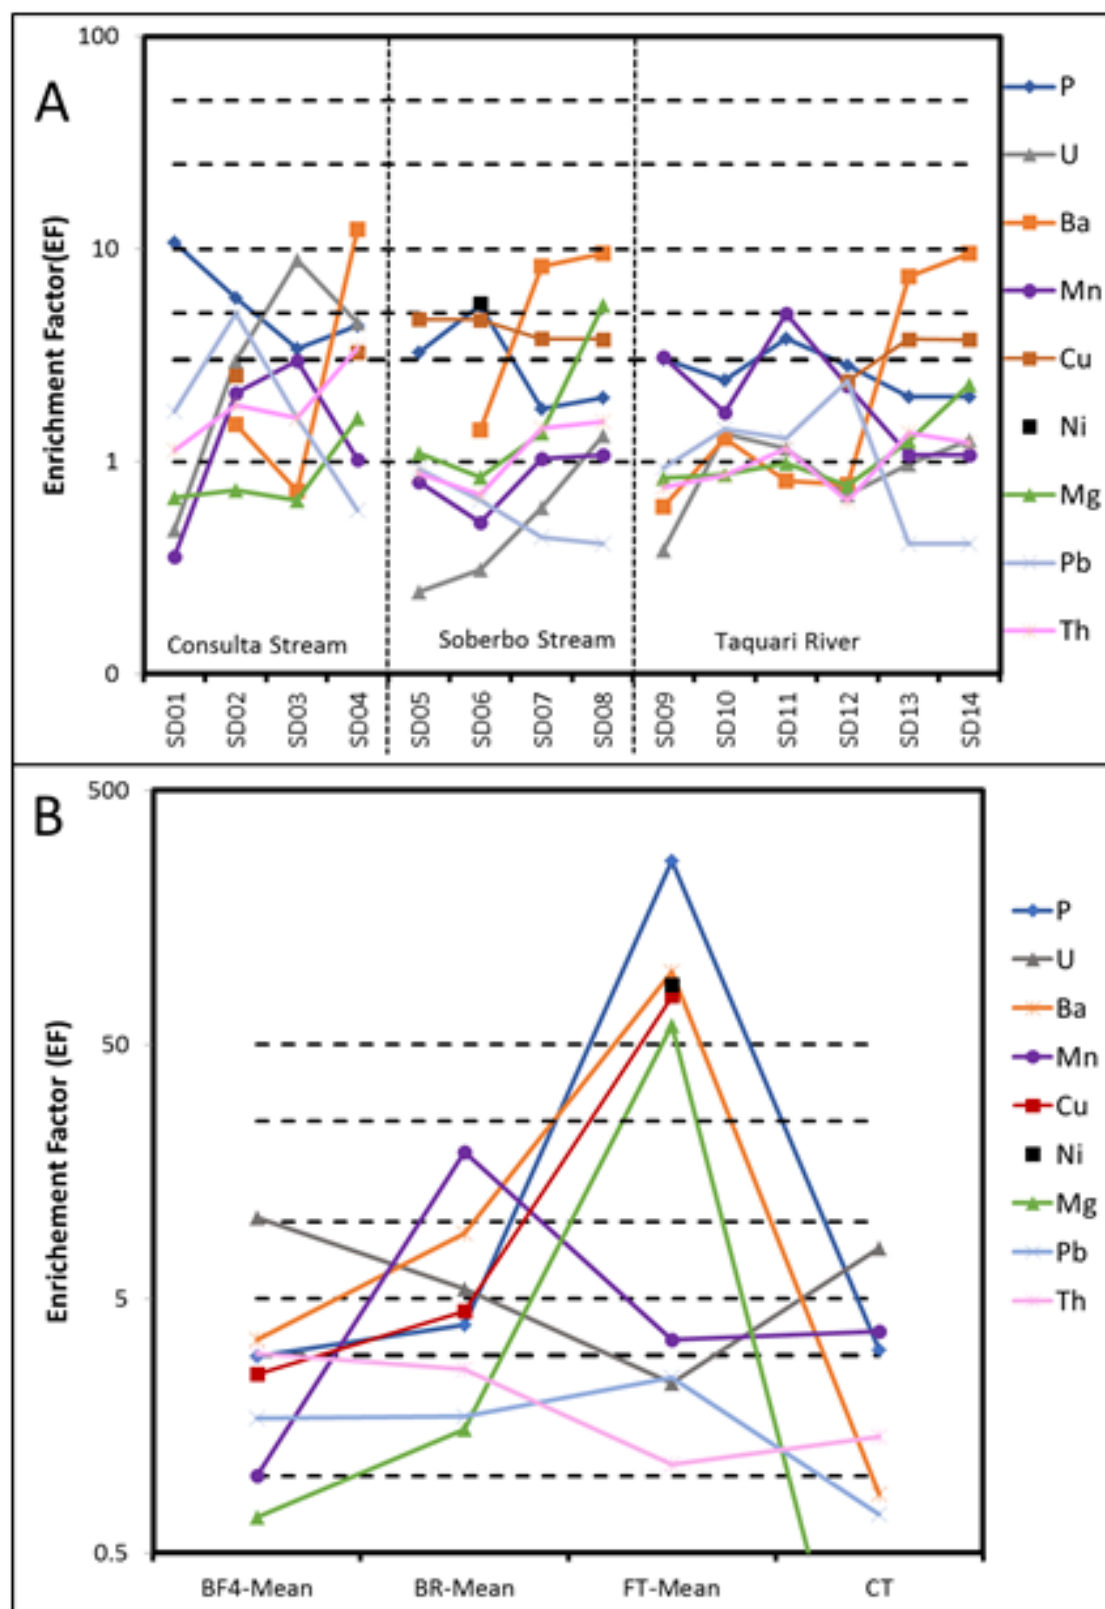 A
Enrichment Factor(EF)
100
10
1
0
Consulta Stream
Soberbo Stream
Taquari River
SD01
SD02
SD03
SD04
SD05
SD06
SD07
SD08
SD09
SD10
SD11
SD12
SD13
SD14
P
U
Ba
Mn
Cu
Ni
Mg
Pb
Th
B
Enrichement Factor (EF)
500
50
5
0.5
BF4-Mean
BR-Mean
FT-Mean
CT
P
U
Ba
Mn
Cu
Ni
Mg
Pb
Th